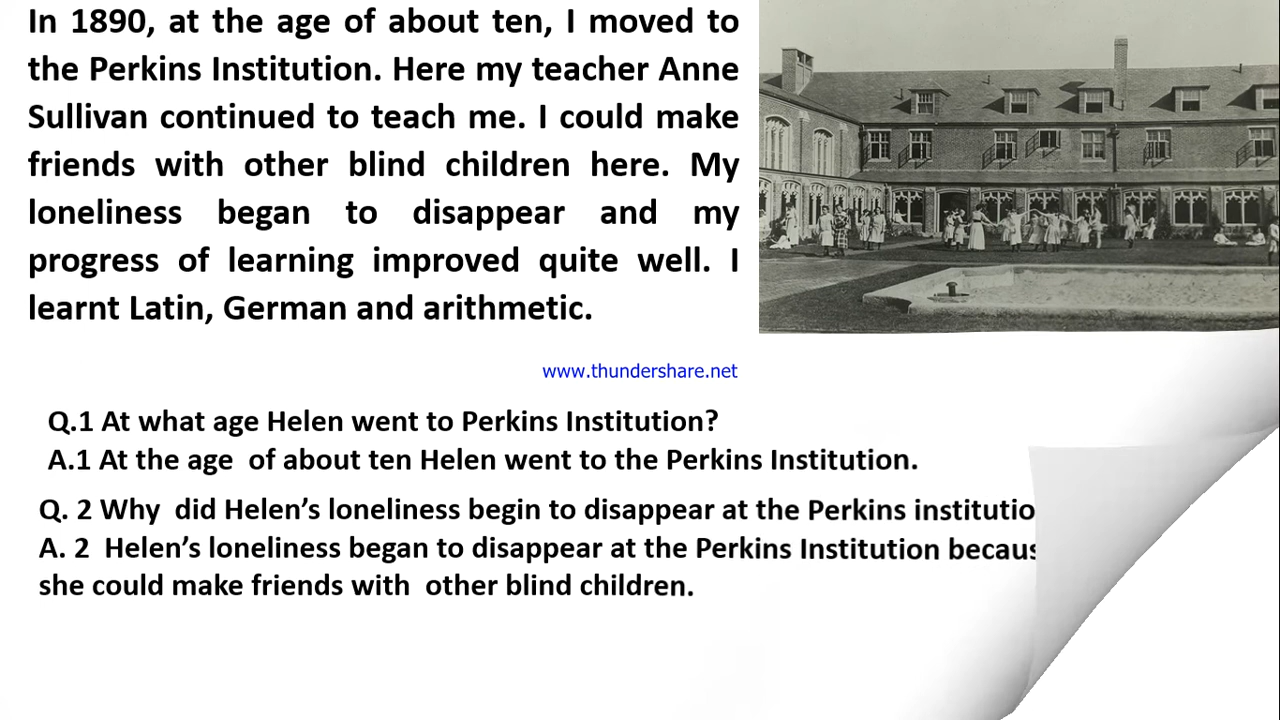 In 1890, at the age of about ten, I moved to
the Perkins Institution. Here my teacher Anne
Sullivan continued to teach me. I could make
friends with other blind children here. My
loneliness began to disappear and my
progress of learning improved quite well. I
learnt Latin, German and arithmetic.
www.thundershare.net
Q.1 At what age Helen went to Perkins Institution?
A.1 At the age of about ten Helen went to the Perkins Institution.
Q. 2 Why did Helen’s loneliness begin to disappear at the Perkins institutio
A. 2 Helen’s loneliness began to disappear at the Perkins Institution becaus
she could make friends with other blind children.